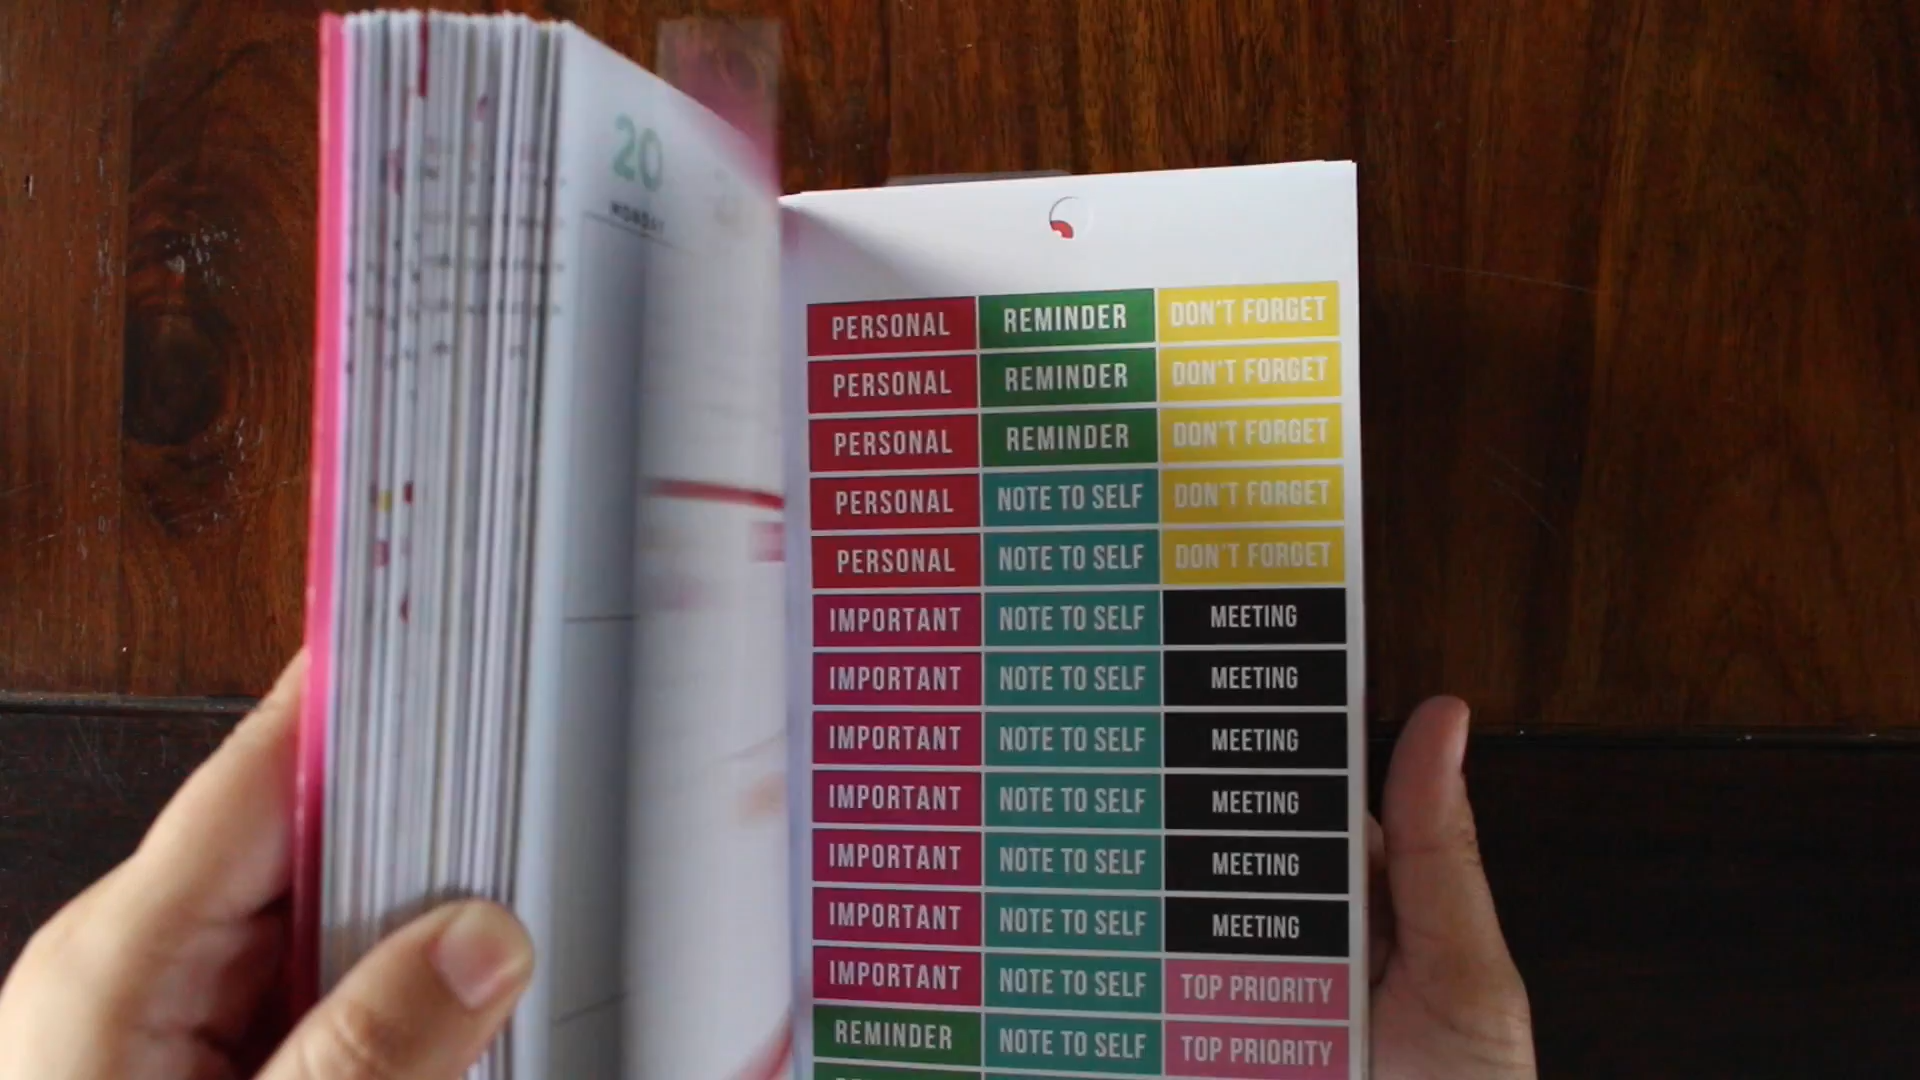 20
MONDAY
PERSONAL REMINDER DON'T FORGET
PERSONAL REMINDER DON'T FORGET
PERSONAL REMINDER DON'T FORGET
PERSONAL NOTE TO SELF DON'T FORGET
PERSONAL NOTE TO SELF DON'T FORGET
IMPORTANT NOTE TO SELF MEETING
IMPORTANT NOTE TO SELF MEETING
IMPORTANT NOTE TO SELF MEETING
IMPORTANT NOTE TO SELF MEETING
IMPORTANT NOTE TO SELF MEETING
IMPORTANT NOTE TO SELF MEETING
IMPORTANT NOTE TO SELF TOP PRIORITY
REMINDER NOTE TO SELF TOP PRIORITY